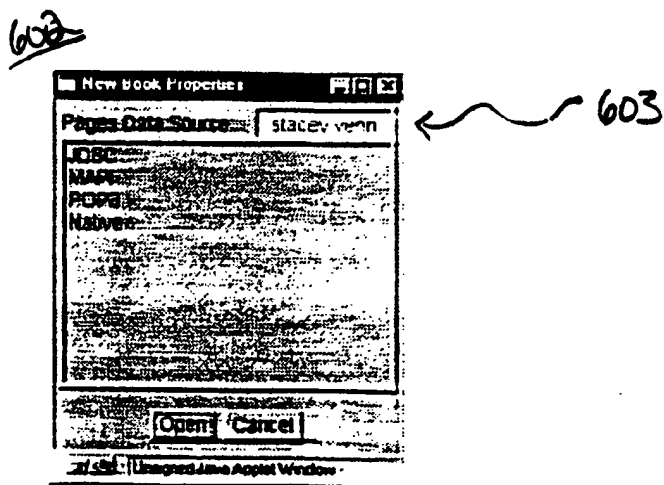 602
New Book Properties
Pages Data Source: stacey venn
603
JDBC
MAPI
POP3
Native
Open Cancel
Unsigned Java Applet Window